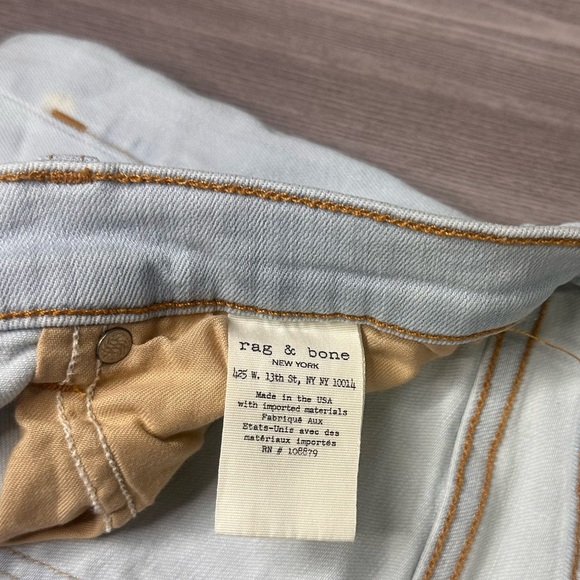 rag & bone
NEW YORK
425 W. 13th St, NY NY 10014
Made in the USA
with imported materials
Fabriqué Aux
Etats-Unis avec des
matériaux importés
RN # 108879